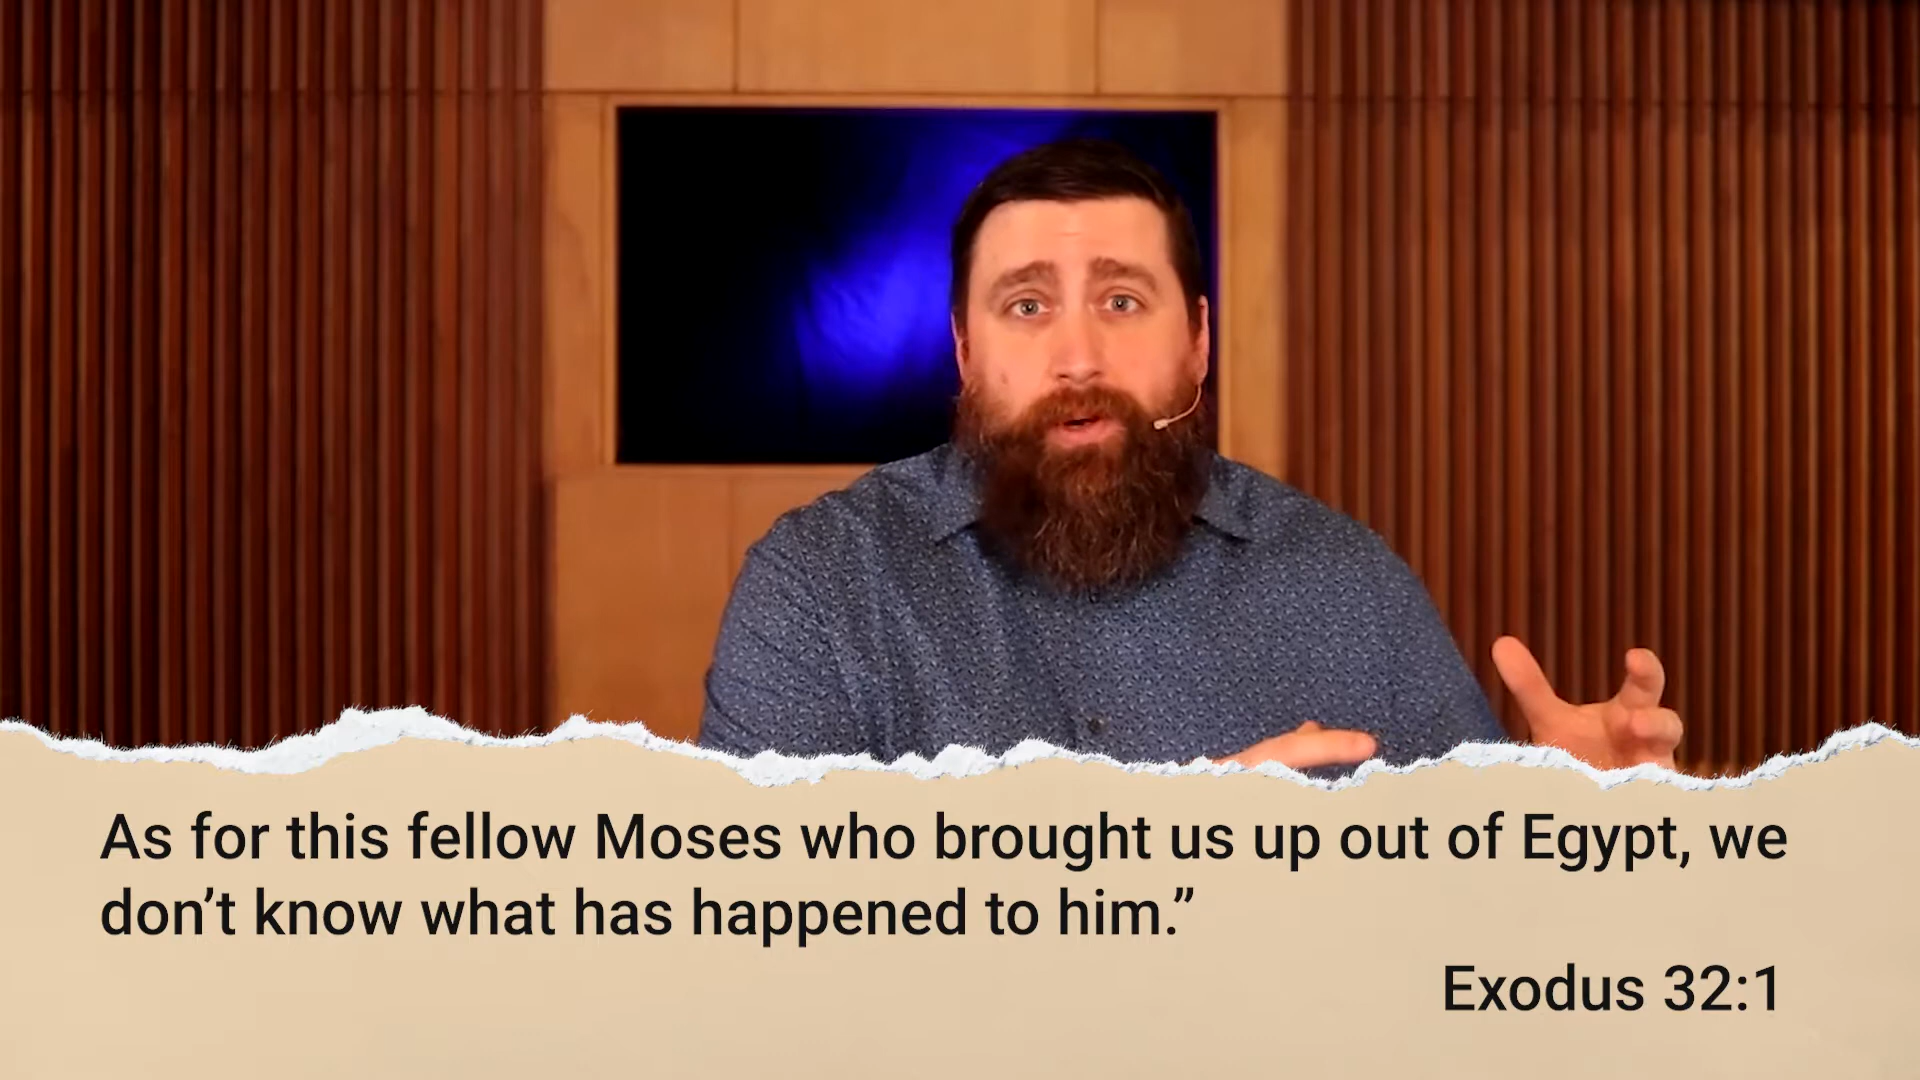 As for this fellow Moses who brought us up out of Egypt, we
don’t know what has happened to him.”
Exodus 32:1